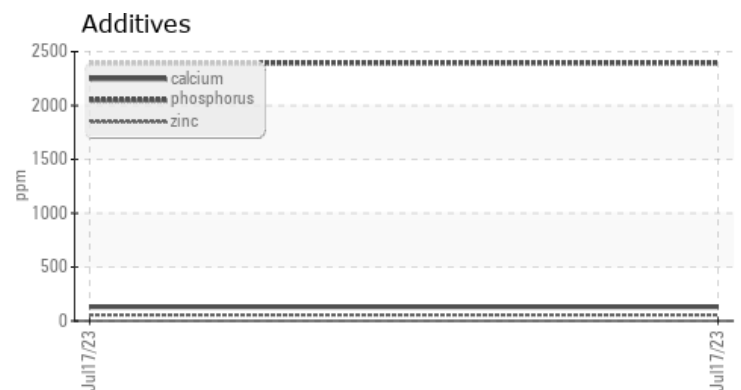 Additives
2500
2000
1500
1000
500
0
ppm
calcium
phosphorus
zinc
Jul17/23
Jul17/23